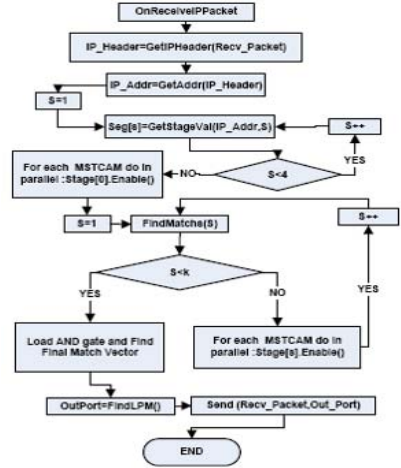 OnReceiveIPPacket
IP_Header=GetIPHeader(Recv_Packet)
IP_Addr=GetAddr(IP_Header)
S=1
Seg[s]=GetStageVal(IP_Addr,S)
S++
S<4
YES
NO
For each MSTCAM do in
parallel :Stage[0].Enable()
S=1
FindMatchs(S)
S++
S<k
YES
NO
YES
Load AND gate and Find
Final Match Vector
For each MSTCAM do in
parallel :Stage[s].Enable()
OutPort=FindLPM()
Send (Recv_Packet,Out_Port)
END